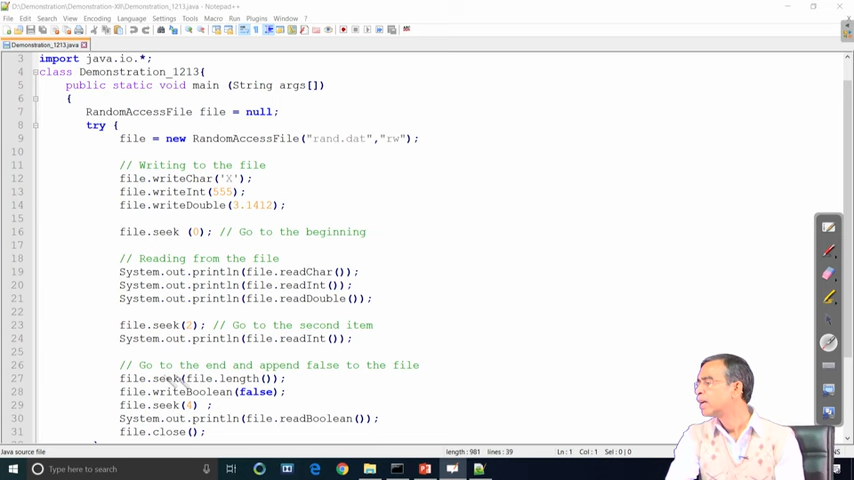 D:\Demonstration\Demonstration-XII\Demonstration_1213.java - Notepad++
File Edit Search View Encoding Language Settings Tools Macro Run Plugins Window ?
Demonstration_1213.java
3 import java.io.*;
4 class Demonstration_1213{
5 public static void main (String args[])
6 {
7 RandomAccessFile file = null;
8 try {
9 file = new RandomAccessFile("rand.dat","rw");
10
11 // Writing to the file
12 file.writeChar('X');
13 file.writeInt(555);
14 file.writeDouble(3.1412);
15
16 file.seek (0); // Go to the beginning
17
18 // Reading from the file
19 System.out.println(file.readChar());
20 System.out.println(file.readInt());
21 System.out.println(file.readDouble());
22
23 file.seek(2); // Go to the second item
24 System.out.println(file.readInt());
25
26 // Go to the end and append false to the file
27 file.seek(file.length());
28 file.writeBoolean(false);
29 file.seek(4) ;
30 System.out.println(file.readBoolean());
31 file.close();
Java source file length : 981 lines : 39 Ln : 1 Col : 1 Sel : 0 | 0 INS
Type here to search